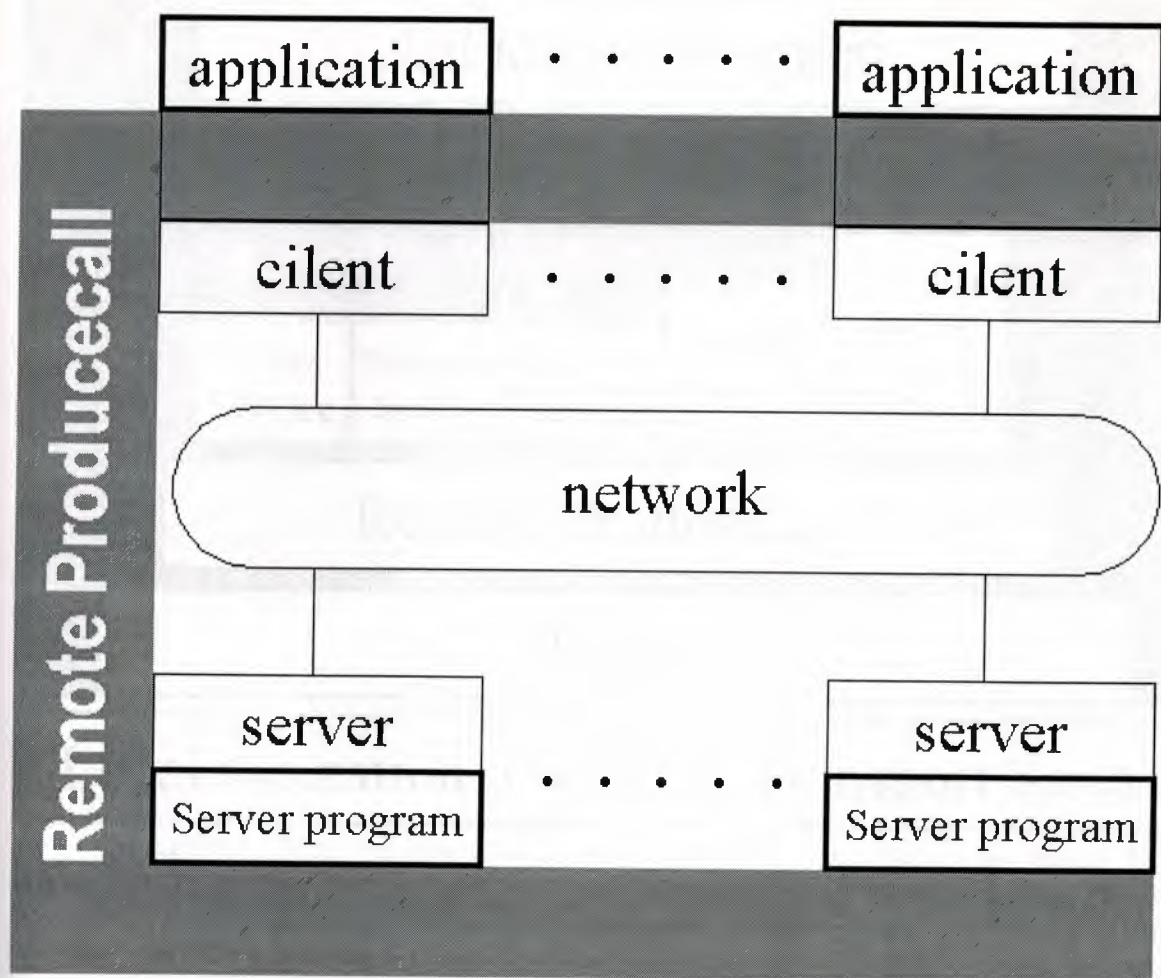 application
application
cilent
cilent
network
server
server
Server program
Server program
Remote Producecall